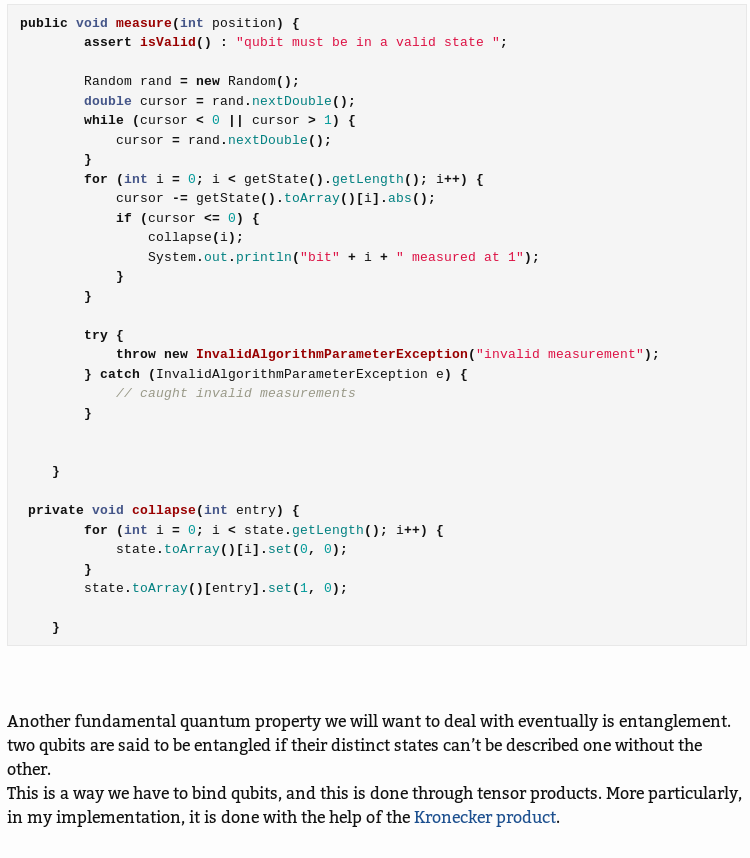 public void measure(int position) {
        assert isValid() : "qubit must be in a valid state ";

        Random rand = new Random();
        double cursor = rand.nextDouble();
        while (cursor < 0 || cursor > 1) {
            cursor = rand.nextDouble();
        }
        for (int i = 0; i < getState().getLength(); i++) {
            cursor -= getState().toArray()[i].abs();
            if (cursor <= 0) {
                collapse(i);
                System.out.println("bit" + i + " measured at 1");
            }
        }

        try {
            throw new InvalidAlgorithmParameterException("invalid measurement");
        } catch (InvalidAlgorithmParameterException e) {
            // caught invalid measurements
        }


    }

 private void collapse(int entry) {
        for (int i = 0; i < state.getLength(); i++) {
            state.toArray()[i].set(0, 0);
        }
        state.toArray()[entry].set(1, 0);

    }

Another fundamental quantum property we will want to deal with eventually is entanglement.
two qubits are said to be entangled if their distinct states can’t be described one without the
other.
This is a way we have to bind qubits, and this is done through tensor products. More particularly,
in my implementation, it is done with the help of the Kronecker product.